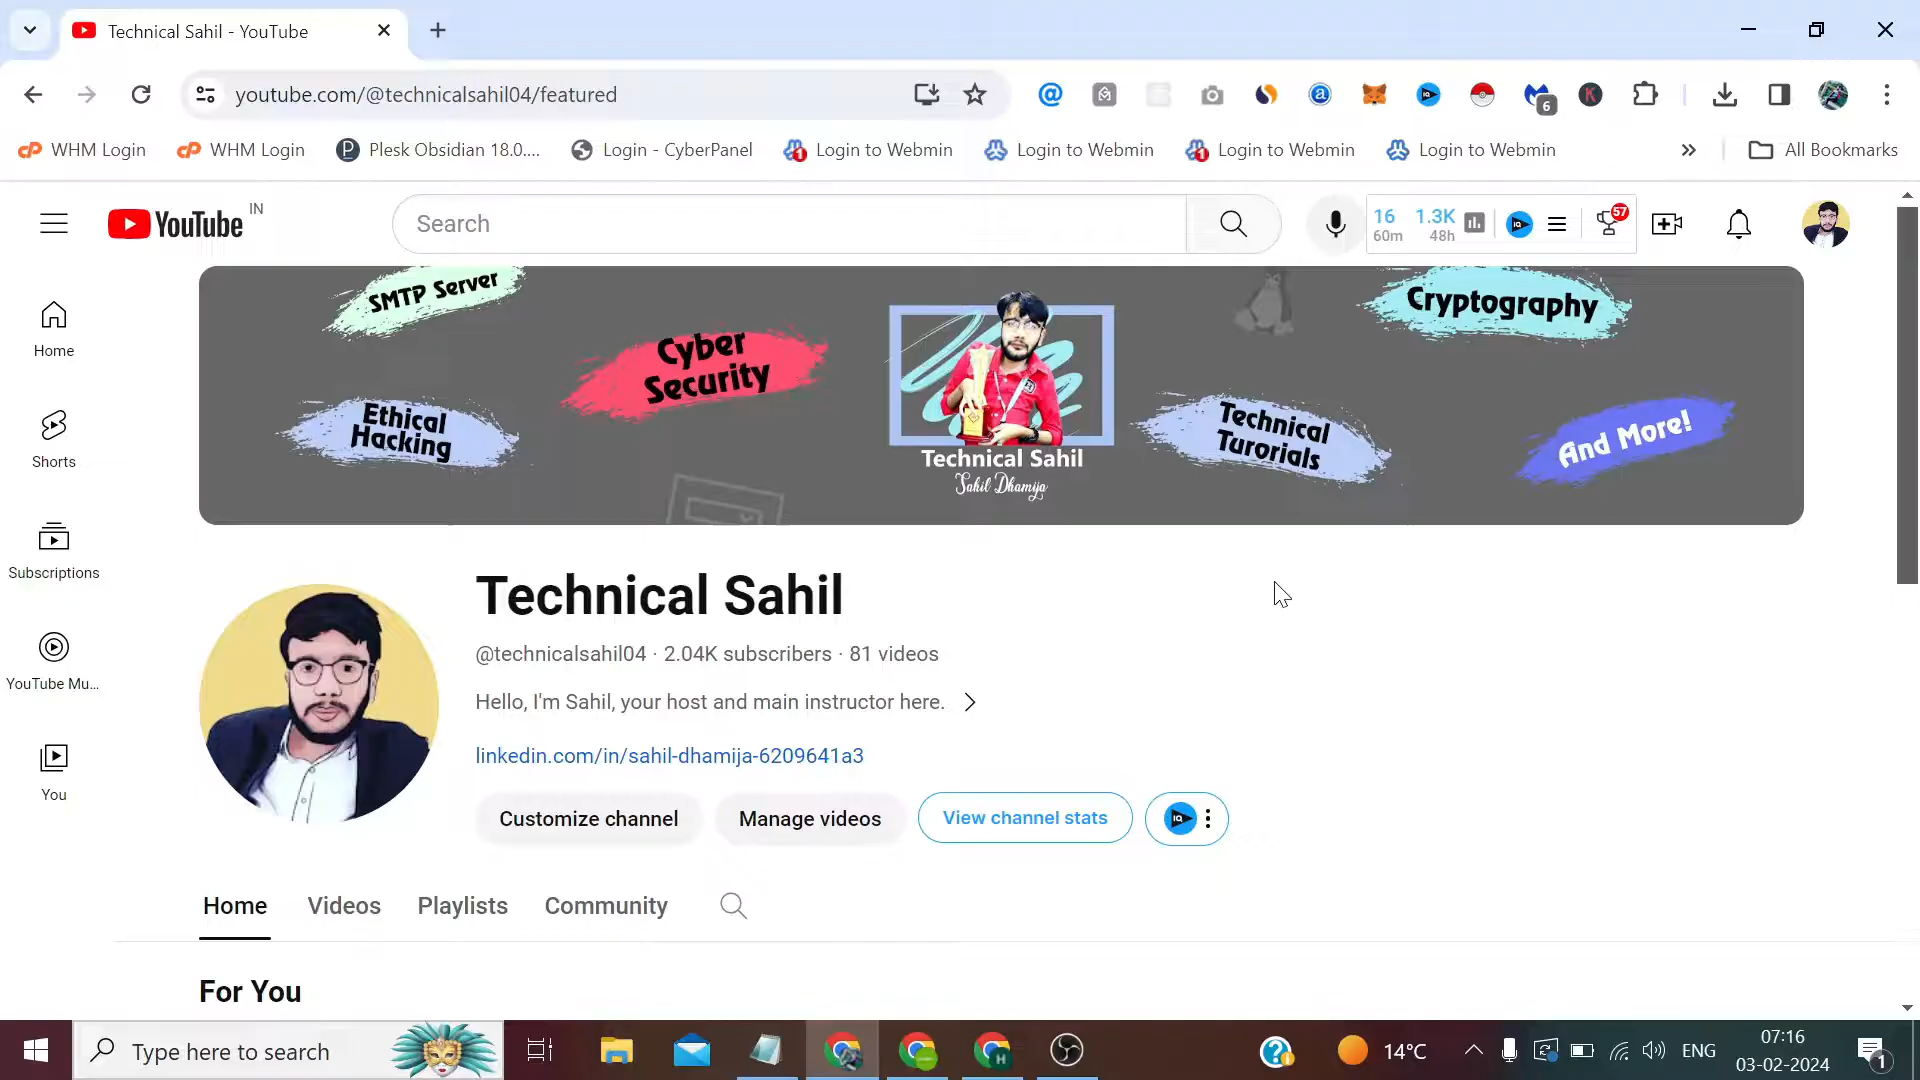 Technical Sahil - YouTube
youtube.com/@technicalsahil04/featured
6
WHM Login
WHM Login
Plesk Obsidian 18.0....
Login - CyberPanel
Login to Webmin
Login to Webmin
Login to Webmin
Login to Webmin
All Bookmarks
YouTube IN
Search
16
60m
1.3K
48h
57
SMTP Server
Cyber
Security
Ethical
Hacking
Technical Sahil
Sahil Dhamija
Cryptography
Technical
Turorials
And More!
Home
Shorts
Subscriptions
YouTube Mu...
You
Technical Sahil
@technicalsahil04 · 2.04K subscribers · 81 videos
Hello, I'm Sahil, your host and main instructor here.
linkedin.com/in/sahil-dhamija-6209641a3
Customize channel
Manage videos
View channel stats
IQ
Home
Videos
Playlists
Community
For You
Type here to search
14°C
ENG
07:16
03-02-2024
1